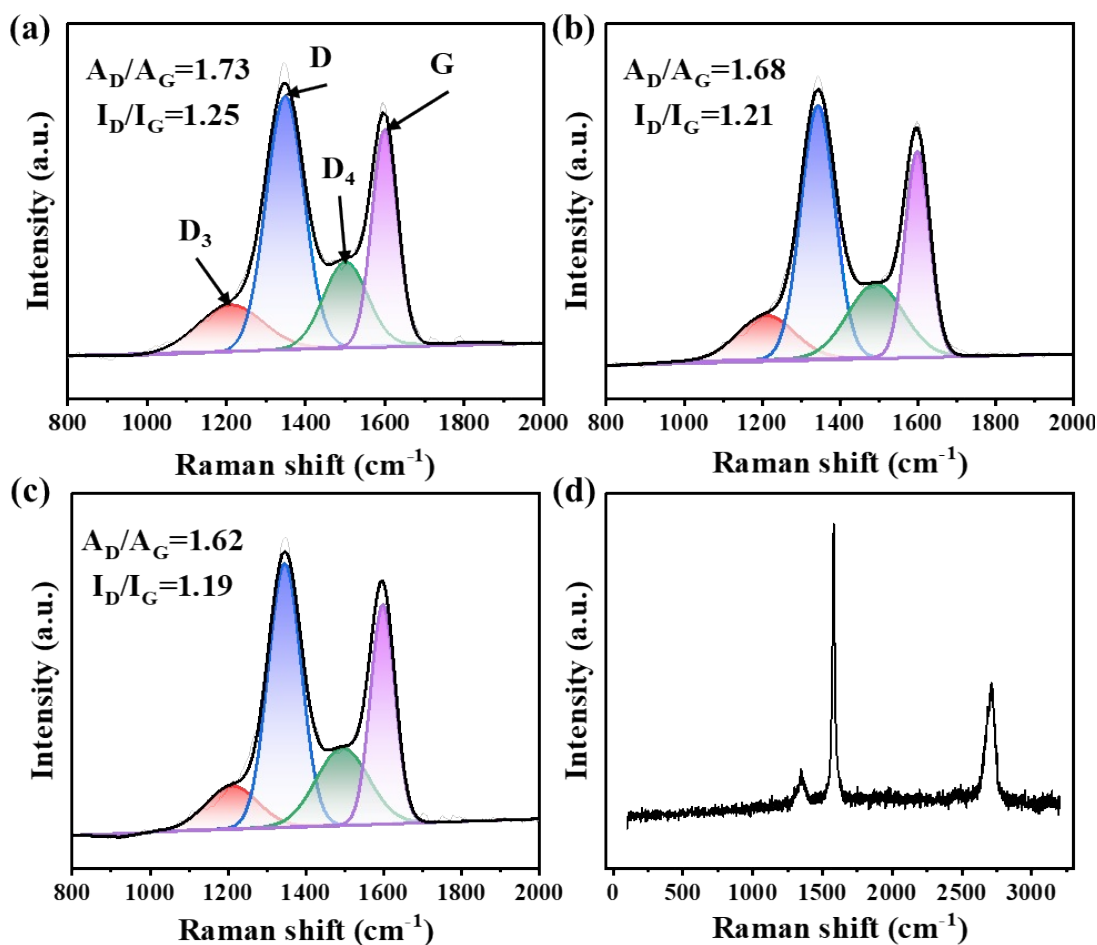 (a)
A_D/A_G=1.73
I_D/I_G=1.25
D
G
D₄
D₃
Intensity (a.u.)
800 1000 1200 1400 1600 1800 2000
Raman shift (cm⁻¹)
(b)
A_D/A_G=1.68
I_D/I_G=1.21
Intensity (a.u.)
800 1000 1200 1400 1600 1800 2000
Raman shift (cm⁻¹)
(c)
A_D/A_G=1.62
I_D/I_G=1.19
Intensity (a.u.)
800 1000 1200 1400 1600 1800 2000
Raman shift (cm⁻¹)
(d)
Intensity (a.u.)
0 500 1000 1500 2000 2500 3000
Raman shift (cm⁻¹)